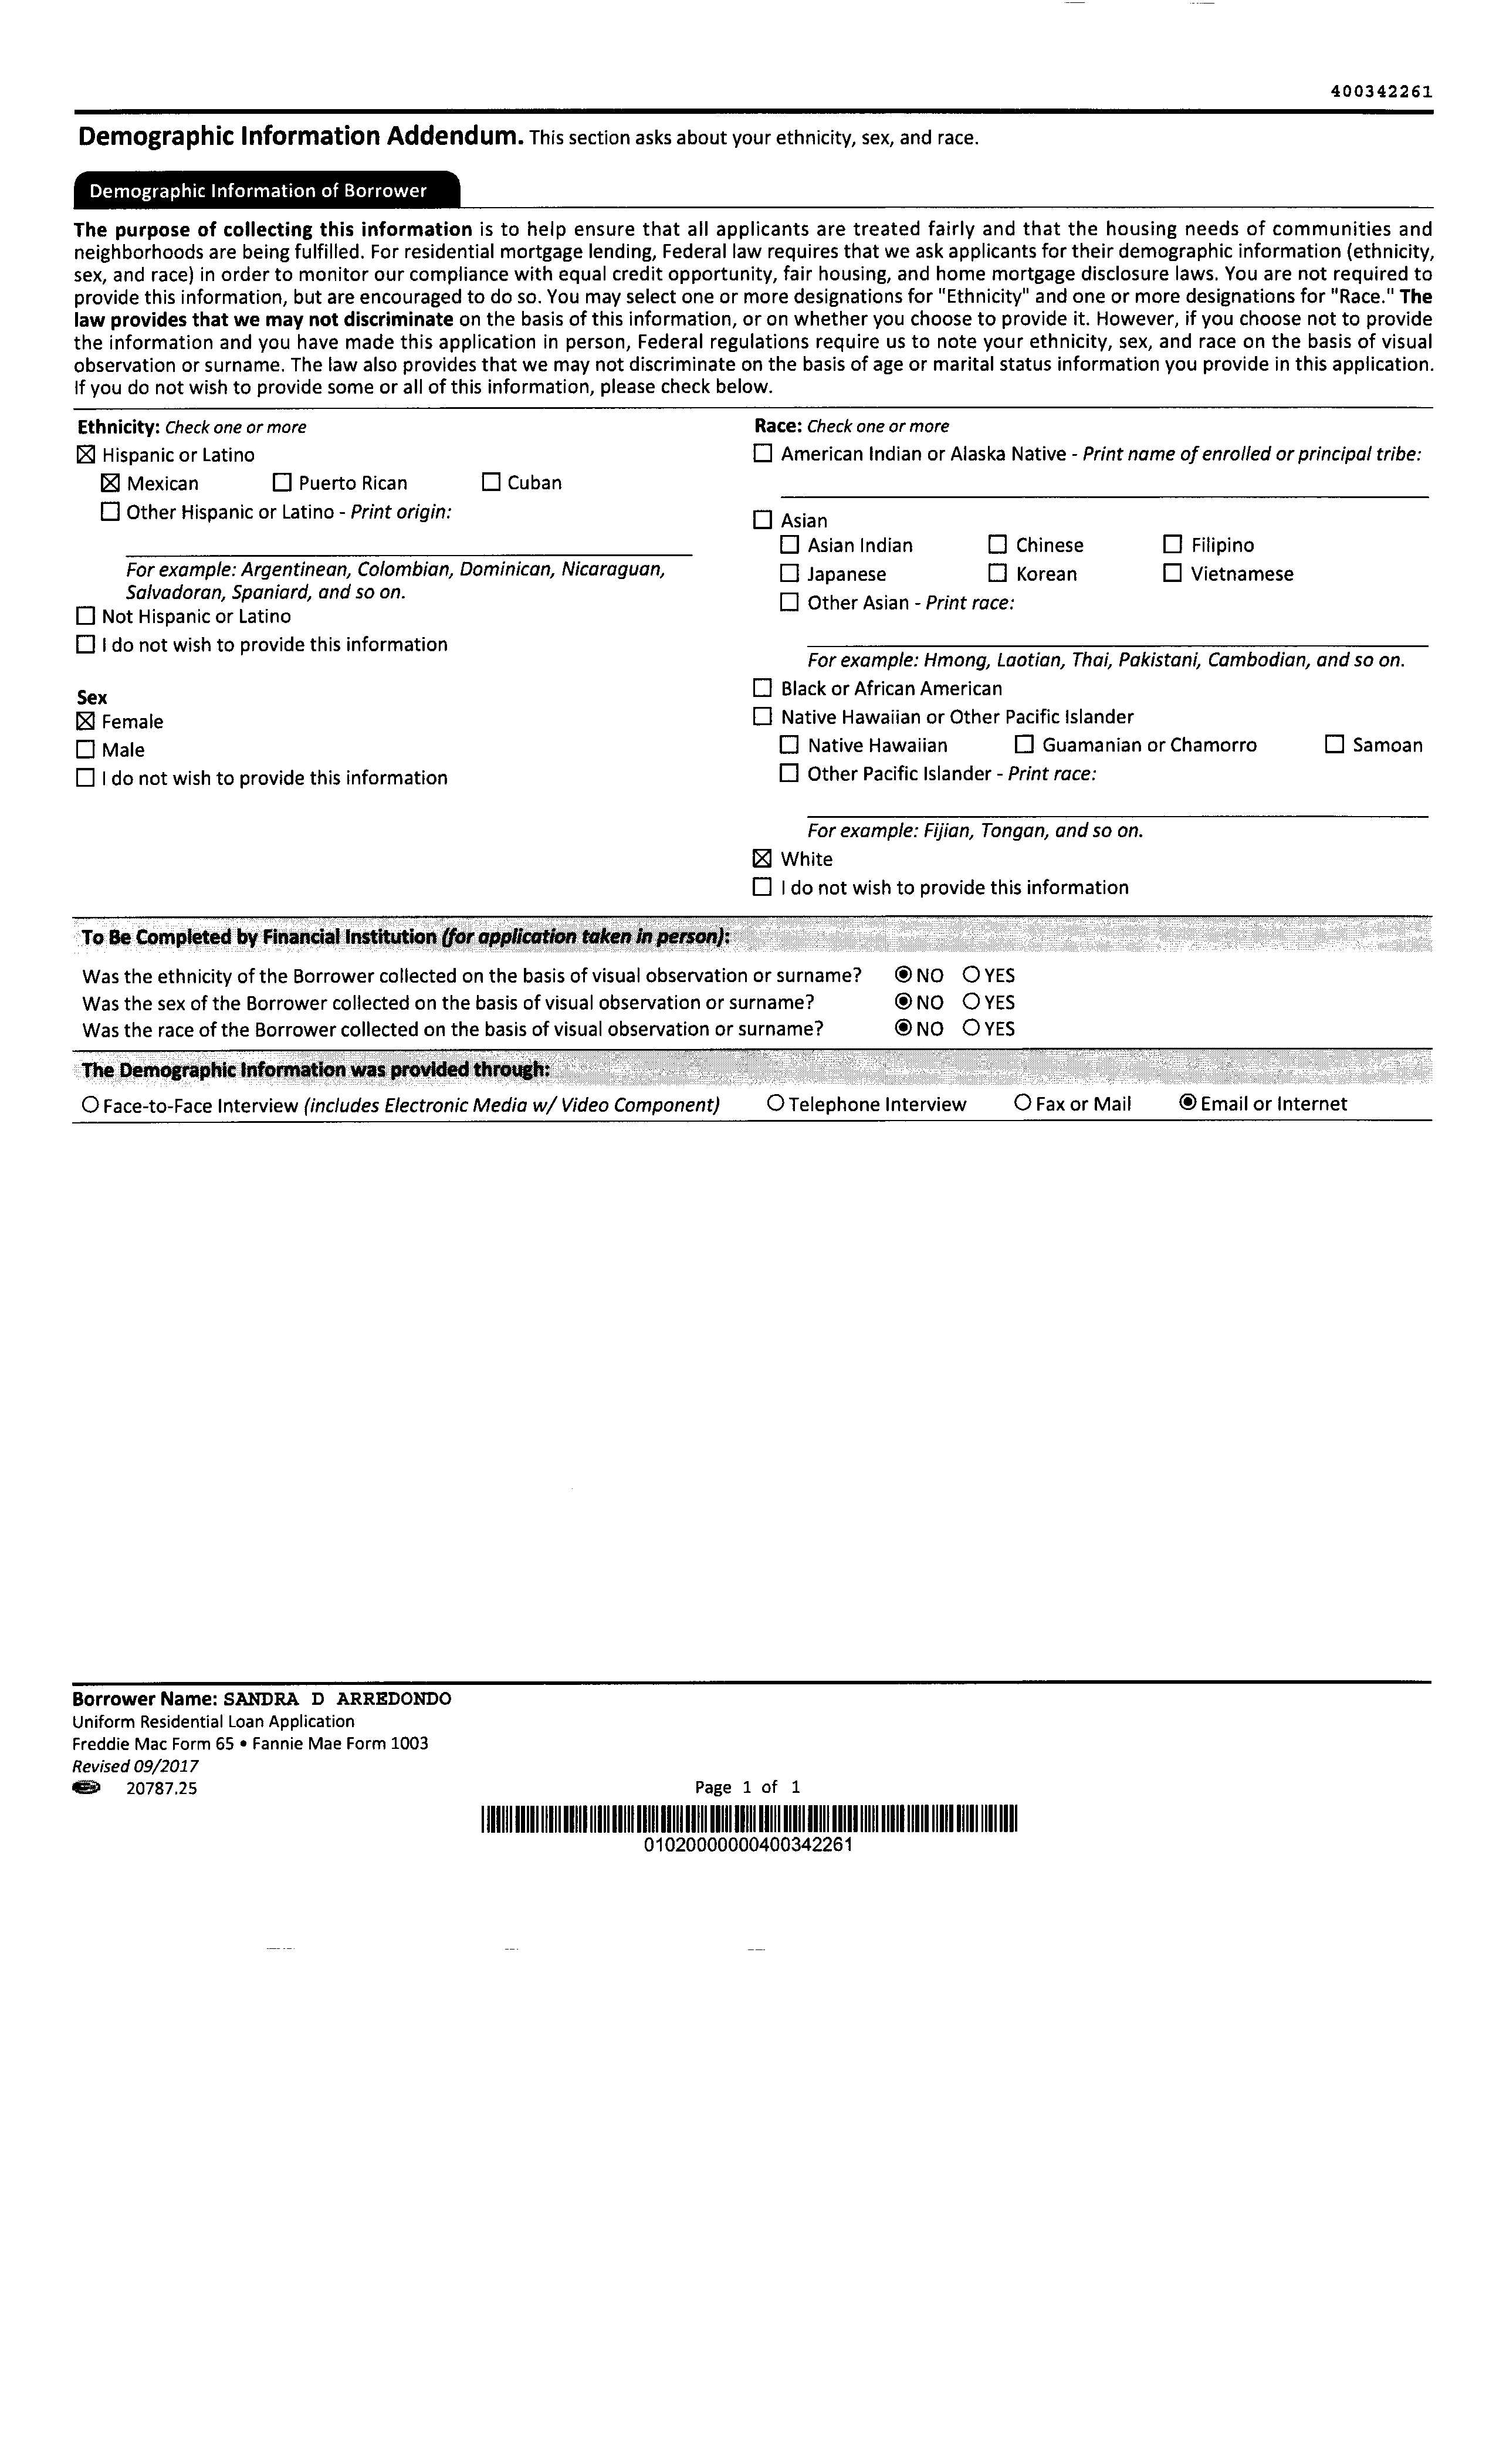 400342261
Demographic Information Addendum. This section asks about your ethnicity, sex, and race.
Demographic Information of Borrower
The purpose of collecting this information is to help ensure that all applicants are treated fairly and that the housing needs of communities and
neighborhoods are being fulfilled. For residential mortgage lending, Federal law requires that we ask applicants for their demographic information (ethnicity,
sex, and race) in order to monitor our compliance with equal credit opportunity, fair housing, and home mortgage disclosure laws. You are not required to
provide this information, but are encouraged to do so. You may select one or more designations for "Ethnicity" and one or more designations for "Race." The
law provides that we may not discriminate on the basis of this information, or on whether you choose to provide it. However, if you choose not to provide
the information and you have made this application in person, Federal regulations require us to note your ethnicity, sex, and race on the basis of visual
observation or surname. The law also provides that we may not discriminate on the basis of age or marital status information you provide in this application.
If you do not wish to provide some or all of this information, please check below.
Ethnicity: Check one or more
☒ Hispanic or Latino
☒ Mexican ☐ Puerto Rican ☐ Cuban
☐ Other Hispanic or Latino - Print origin:
For example: Argentinean, Colombian, Dominican, Nicaraguan,
Salvadoran, Spaniard, and so on.
☐ Not Hispanic or Latino
☐ I do not wish to provide this information
Sex
☒ Female
☐ Male
☐ I do not wish to provide this information
Race: Check one or more
☐ American Indian or Alaska Native - Print name of enrolled or principal tribe:
☐ Asian
☐ Asian Indian ☐ Chinese ☐ Filipino
☐ Japanese ☐ Korean ☐ Vietnamese
☐ Other Asian - Print race:
For example: Hmong, Laotian, Thai, Pakistani, Cambodian, and so on.
☐ Black or African American
☐ Native Hawaiian or Other Pacific Islander
☐ Native Hawaiian ☐ Guamanian or Chamorro ☐ Samoan
☐ Other Pacific Islander - Print race:
For example: Fijian, Tongan, and so on.
☒ White
☐ I do not wish to provide this information
To Be Completed by Financial Institution (for application taken in person):
Was the ethnicity of the Borrower collected on the basis of visual observation or surname? ◉ NO ○ YES
Was the sex of the Borrower collected on the basis of visual observation or surname? ◉ NO ○ YES
Was the race of the Borrower collected on the basis of visual observation or surname? ◉ NO ○ YES
The Demographic Information was provided through:
○ Face-to-Face Interview (includes Electronic Media w/ Video Component) ○ Telephone Interview ○ Fax or Mail ◉ Email or Internet
Borrower Name: SANDRA D ARREDONDO
Uniform Residential Loan Application
Freddie Mac Form 65 • Fannie Mae Form 1003
Revised 09/2017
20787.25 Page 1 of 1
01020000000400342261